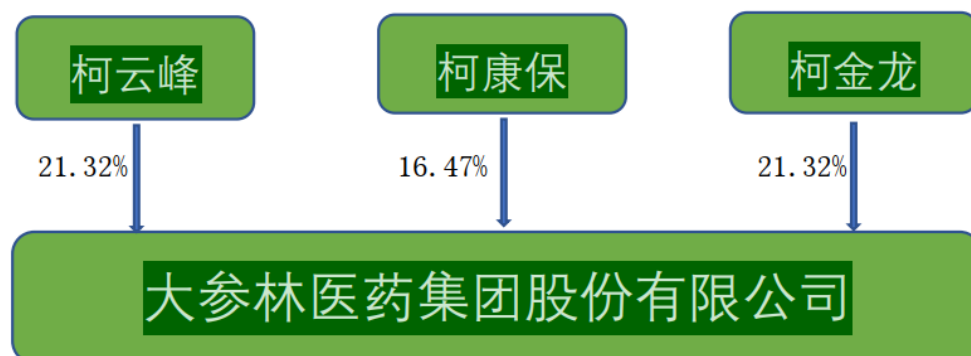 柯云峰 柯康保 柯金龙
21.32% 16.47% 21.32%
大参林医药集团股份有限公司